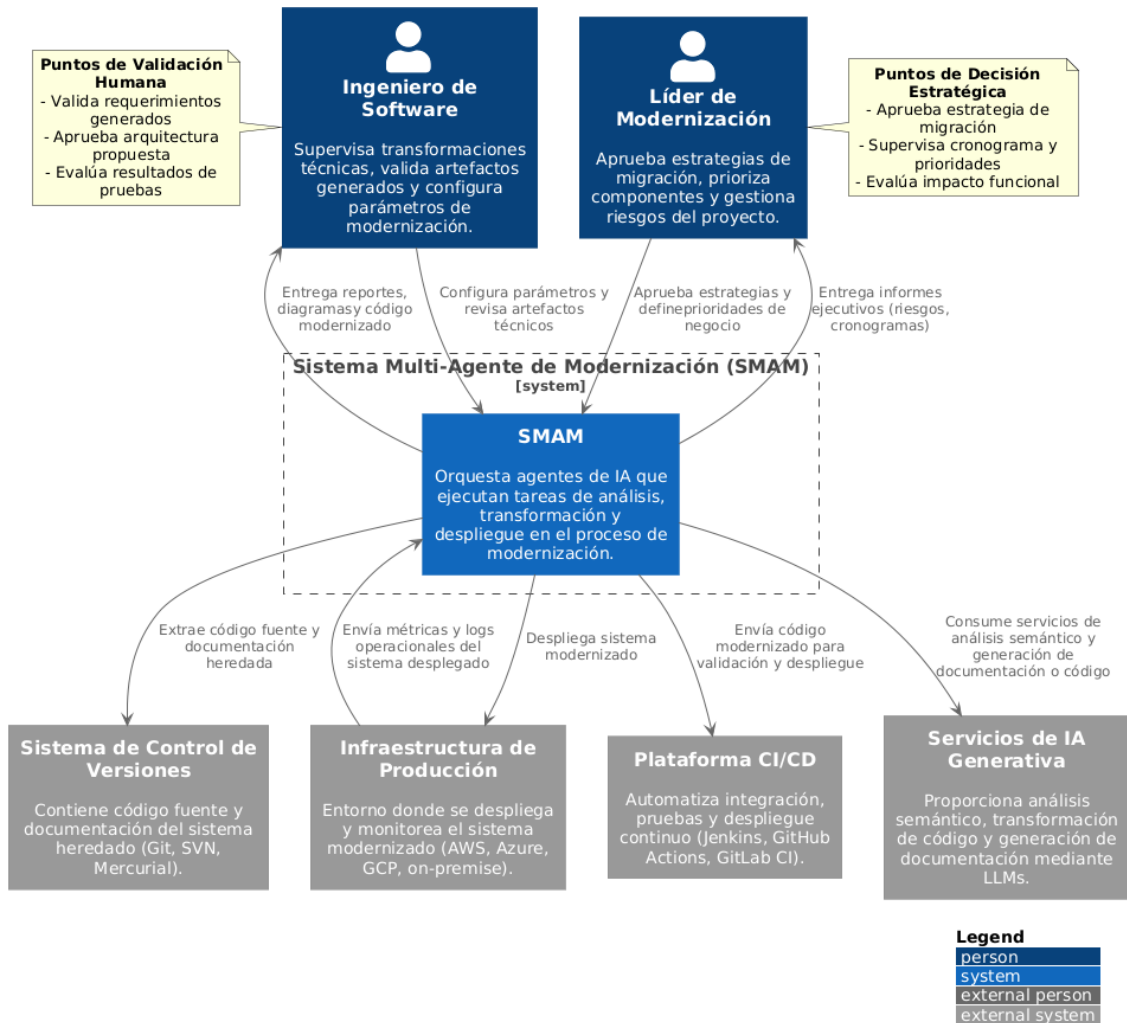 Puntos de Validación
Humana
- Valida requerimientos
generados
- Aprueba arquitectura
propuesta
- Evalúa resultados de
pruebas
Ingeniero de
Software
Supervisa transformaciones
técnicas, valida artefactos
generados y configura
parámetros de
modernización.
Líder de
Modernización
Aprueba estrategias de
migración, prioriza
componentes y gestiona
riesgos del proyecto.
Puntos de Decisión
Estratégica
- Aprueba estrategia de
migración
- Supervisa cronograma y
prioridades
- Evalúa impacto funcional
Entrega reportes,
diagramasy código
modernizado
Configura parámetros y
revisa artefactos
técnicos
Aprueba estrategias y
defineprioridades de
negocio
Entrega informes
ejecutivos (riesgos,
cronogramas)
Sistema Multi-Agente de Modernización (SMAM)
[system]
SMAM
Orquesta agentes de IA que
ejecutan tareas de análisis,
transformación y
despliegue en el proceso de
modernización.
Extrae código fuente y
documentación
heredada
Envía métricas y logs
operacionales del
sistema desplegado
Despliega sistema
modernizado
Envía código
modernizado para
validación y despliegue
Consume servicios de
análisis semántico y
generación de
documentación o código
Sistema de Control de
Versiones
Contiene código fuente y
documentación del sistema
heredado (Git, SVN,
Mercurial).
Infraestructura de
Producción
Entorno donde se despliega
y monitorea el sistema
modernizado (AWS, Azure,
GCP, on-premise).
Plataforma CI/CD
Automatiza integración,
pruebas y despliegue
continuo (Jenkins, GitHub
Actions, GitLab CI).
Servicios de IA
Generativa
Proporciona análisis
semántico, transformación
de código y generación de
documentación mediante
LLMs.
Legend
person
system
external person
external system